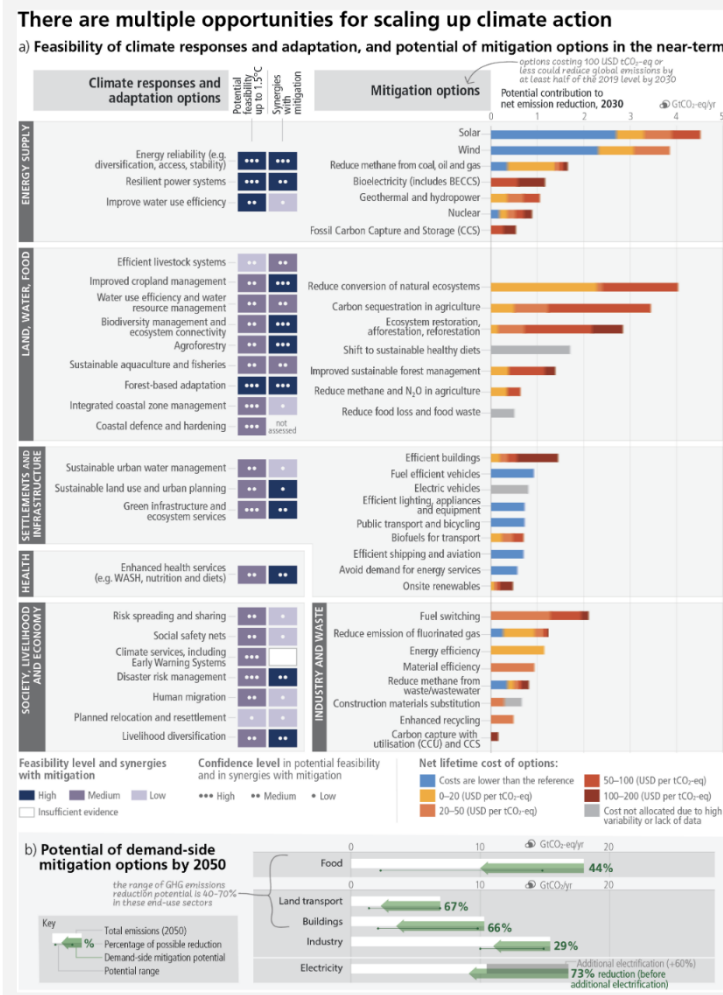 There are multiple opportunities for scaling up climate action
a) Feasibility of climate responses and adaptation, and potential of mitigation options in the near-term
options costing 100 USD tCO₂-eq or
less could reduce global emissions by
at least half of the 2019 level by 2030
Climate responses and
adaptation options
Potential
feasibility
up to 1.5°C
Synergies
with
mitigation
Mitigation options
Potential contribution to
net emission reduction, 2030
GtCO₂-eq/yr
0 1 2 3 4 5
ENERGY SUPPLY
Energy reliability (e.g.
diversification, access, stability)
Resilient power systems
Improve water use efficiency
Solar
Wind
Reduce methane from coal, oil and gas
Bioelectricity (includes BECCS)
Geothermal and hydropower
Nuclear
Fossil Carbon Capture and Storage (CCS)
LAND, WATER, FOOD
Efficient livestock systems
Improved cropland management
Water use efficiency and water
resource management
Biodiversity management and
ecosystem connectivity
Agroforestry
Sustainable aquaculture and fisheries
Forest-based adaptation
Integrated coastal zone management
Coastal defence and hardening
not
assessed
Reduce conversion of natural ecosystems
Carbon sequestration in agriculture
Ecosystem restoration,
afforestation, reforestation
Shift to sustainable healthy diets
Improved sustainable forest management
Reduce methane and N₂O in agriculture
Reduce food loss and food waste
SETTLEMENTS AND
INFRASTRUCTURE
Sustainable urban water management
Sustainable land use and urban planning
Green infrastructure and
ecosystem services
Efficient buildings
Fuel efficient vehicles
Electric vehicles
Efficient lighting, appliances
and equipment
Public transport and bicycling
Biofuels for transport
Efficient shipping and aviation
Avoid demand for energy services
Onsite renewables
HEALTH
Enhanced health services
(e.g. WASH, nutrition and diets)
SOCIETY, LIVELIHOOD
AND ECONOMY
Risk spreading and sharing
Social safety nets
Climate services, including
Early Warning Systems
Disaster risk management
Human migration
Planned relocation and resettlement
Livelihood diversification
INDUSTRY AND WASTE
Fuel switching
Reduce emission of fluorinated gas
Energy efficiency
Material efficiency
Reduce methane from
waste/wastewater
Construction materials substitution
Enhanced recycling
Carbon capture with
utilisation (CCU) and CCS
Feasibility level and synergies
with mitigation
High Medium Low
Insufficient evidence
Confidence level in potential feasibility
and in synergies with mitigation
••• High •• Medium • Low
Net lifetime cost of options:
Costs are lower than the reference
0–20 (USD per tCO₂-eq)
20–50 (USD per tCO₂-eq)
50–100 (USD per tCO₂-eq)
100–200 (USD per tCO₂-eq)
Cost not allocated due to high
variability or lack of data
b) Potential of demand-side
mitigation options by 2050
the range of GHG emissions
reduction potential is 40-70%
in these end-use sectors
Key
%
Total emissions (2050)
Percentage of possible reduction
Demand-side mitigation potential
Potential range
GtCO₂-eq/yr
0 10 20
Food
44%
GtCO₂/yr
0 10 20
Land transport
67%
Buildings
66%
Industry
29%
Electricity
Additional electrification (+60%)
73% reduction (before
additional electrification)